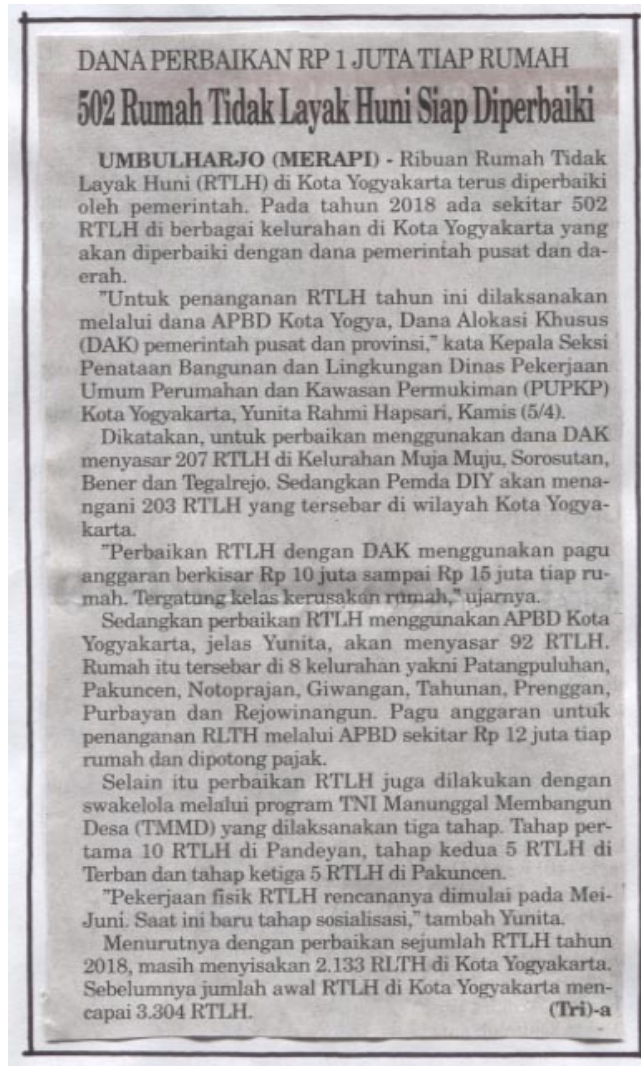 DANA PERBAIKAN RP 1 JUTA TIAP RUMAH
502 Rumah Tidak Layak Huni Siap Diperbaiki
UMBULHARJO (MERAPI) - Ribuan Rumah Tidak
Layak Huni (RTLH) di Kota Yogyakarta terus diperbaiki
oleh pemerintah. Pada tahun 2018 ada sekitar 502
RTLH di berbagai kelurahan di Kota Yogyakarta yang
akan diperbaiki dengan dana pemerintah pusat dan da-
erah.
"Untuk penanganan RTLH tahun ini dilaksanakan
melalui dana APBD Kota Yogya, Dana Alokasi Khusus
(DAK) pemerintah pusat dan provinsi," kata Kepala Seksi
Penataan Bangunan dan Lingkungan Dinas Pekerjaan
Umum Perumahan dan Kawasan Permukiman (PUPKP)
Kota Yogyakarta, Yunita Rahmi Hapsari, Kamis (5/4).
Dikatakan, untuk perbaikan menggunakan dana DAK
menyasar 207 RTLH di Kelurahan Muja Muju, Sorosutan,
Bener dan Tegalrejo. Sedangkan Pemda DIY akan mena-
ngani 203 RTLH yang tersebar di wilayah Kota Yogya-
karta.
"Perbaikan RTLH dengan DAK menggunakan pagu
anggaran berkisar Rp 10 juta sampai Rp 15 juta tiap ru-
mah. Tergatung kelas kerusakan rumah," ujarnya.
Sedangkan perbaikan RTLH menggunakan APBD Kota
Yogyakarta, jelas Yunita, akan menyasar 92 RTLH.
Rumah itu tersebar di 8 kelurahan yakni Patangpuluhan,
Pakuncen, Notoprajan, Giwangan, Tahunan, Prenggan,
Purbayan dan Rejowinangun. Pagu anggaran untuk
penanganan RLTH melalui APBD sekitar Rp 12 juta tiap
rumah dan dipotong pajak.
Selain itu perbaikan RTLH juga dilakukan dengan
swakelola melalui program TNI Manunggal Membangun
Desa (TMMD) yang dilaksanakan tiga tahap. Tahap per-
tama 10 RTLH di Pandeyan, tahap kedua 5 RTLH di
Terban dan tahap ketiga 5 RTLH di Pakuncen.
"Pekerjaan fisik RTLH rencananya dimulai pada Mei-
Juni. Saat ini baru tahap sosialisasi," tambah Yunita.
Menurutnya dengan perbaikan sejumlah RTLH tahun
2018, masih menyisakan 2.133 RLTH di Kota Yogyakarta.
Sebelumnya jumlah awal RTLH di Kota Yogyakarta men-
capai 3.304 RTLH. (Tri)-a